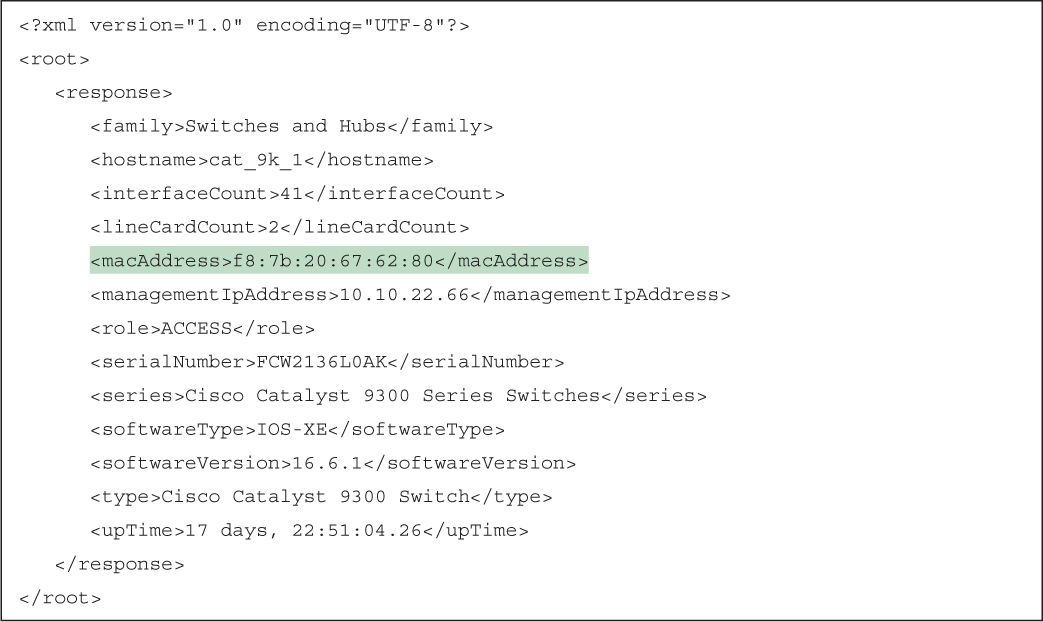 <?xml version="1.0" encoding="UTF-8"?>
<root>
<response>
<family>Switches and Hubs</family>
<hostname>cat_9k_1</hostname>
<interfaceCount>41</interfaceCount>
<lineCardCount>2</lineCardCount>
<macAddress>f8:7b:20:67:62:80</macAddress>
<managementIpAddress>10.10.22.66</managementIpAddress>
<role>ACCESS</role>
<serialNumber>FCW2136L0AK</serialNumber>
<series>Cisco Catalyst 9300 Series Switches</series>
<softwareType>IOS-XE</softwareType>
<softwareVersion>16.6.1</softwareVersion>
<type>Cisco Catalyst 9300 Switch</type>
<upTime>17 days, 22:51:04.26</upTime>
</response>
</root>